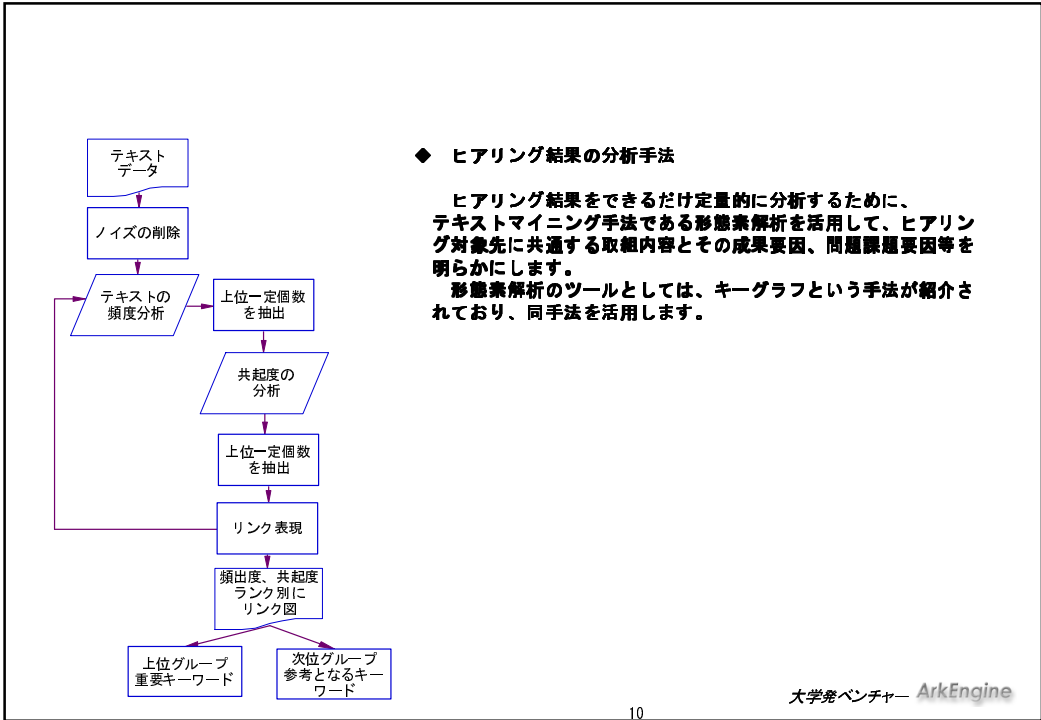 テキスト
データ
ノイズの削除
テキストの
頻度分析
上位一定個数
を抽出
共起度の
分析
上位一定個数
を抽出
リンク表現
頻出度、共起度
ランク別に
リンク図
上位グループ
重要キーワード
次位グループ
参考となるキー
ワード
◆ ヒアリング結果の分析手法
ヒアリング結果をできるだけ定量的に分析するために、
テキストマイニング手法である形態素解析を活用して、ヒアリン
グ対象先に共通する取組内容とその成果要因、問題課題要因等を
明らかにします。
形態素解析のツールとしては、キーグラフという手法が紹介さ
れており、同手法を活用します。
大学発ベンチャー ArkEngine
10